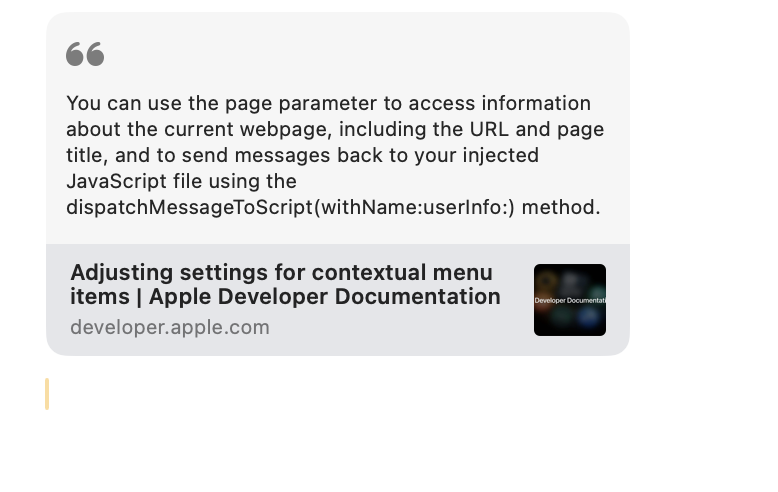 You can use the page parameter to access information
about the current webpage, including the URL and page
title, and to send messages back to your injected
JavaScript file using the
dispatchMessageToScript(withName:userInfo:) method.
Adjusting settings for contextual menu
items | Apple Developer Documentation
developer.apple.com
Developer Documentati